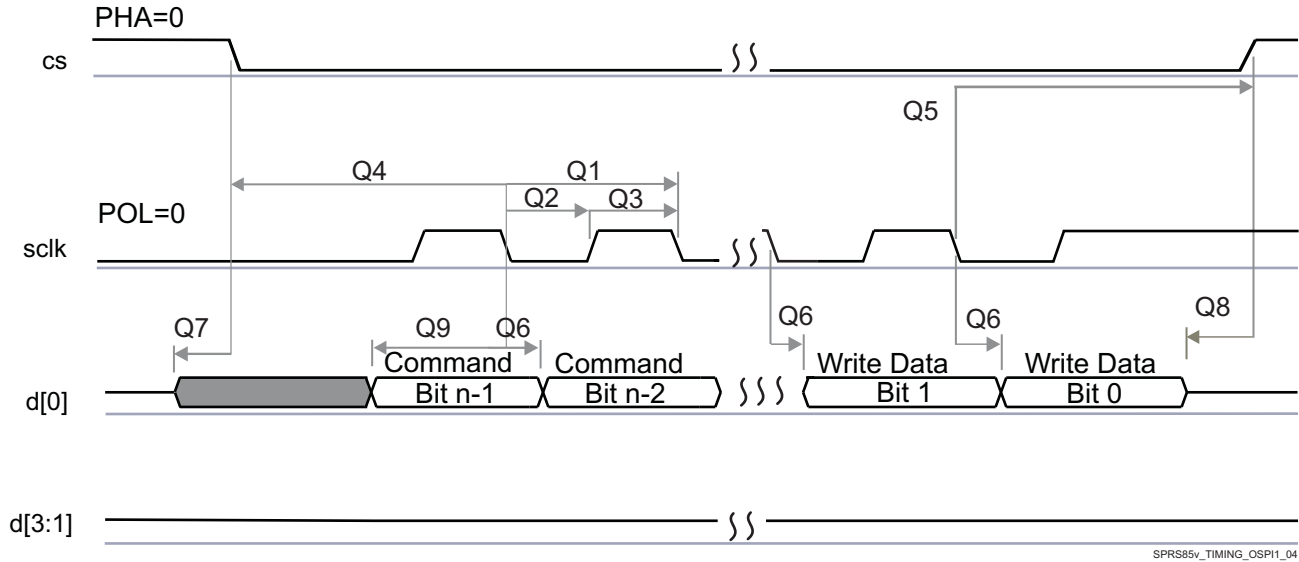 PHA=0
cs
Q5
Q4
Q1
Q2
Q3
POL=0
sclk
Q7
Q9
Q6
Q6
Q6
Q8
Command
Command
Write Data
Write Data
d[0]
Bit n-1
Bit n-2
Bit 1
Bit 0
d[3:1]
SPRS85v_TIMING_OSPI1_04